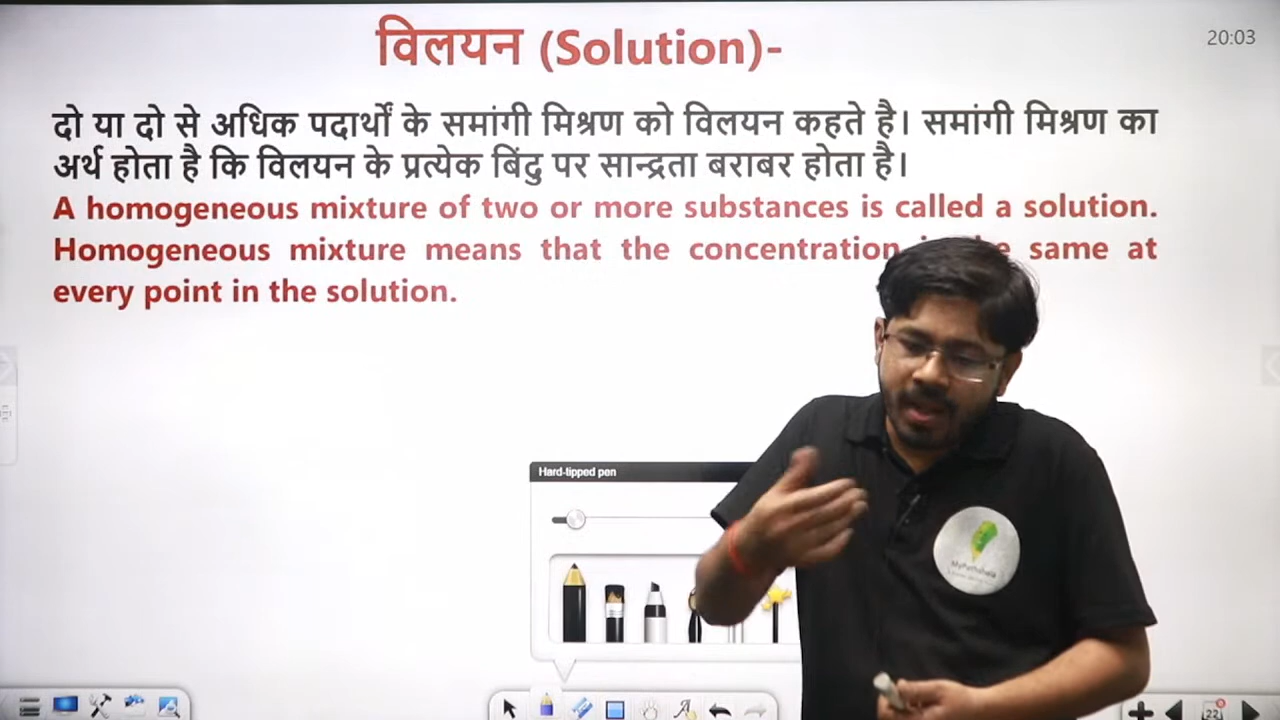 विलयन (Solution)-
20:03
दो या दो से अधिक पदार्थों के समांगी मिश्रण को विलयन कहते है। समांगी मिश्रण का
अर्थ होता है कि विलयन के प्रत्येक बिंदु पर सान्द्रता बराबर होता है।
A homogeneous mixture of two or more substances is called a solution.
Homogeneous mixture means that the concentration same at
every point in the solution.
Hard-tipped pen
MyPathshala
22